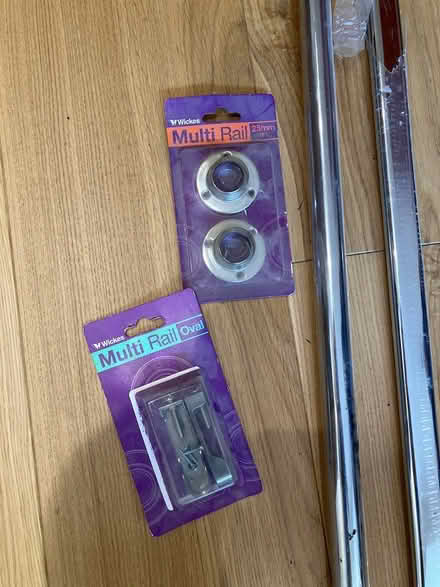 Wickes
Multi Rail 25mm
Wickes
Multi Rail Oval